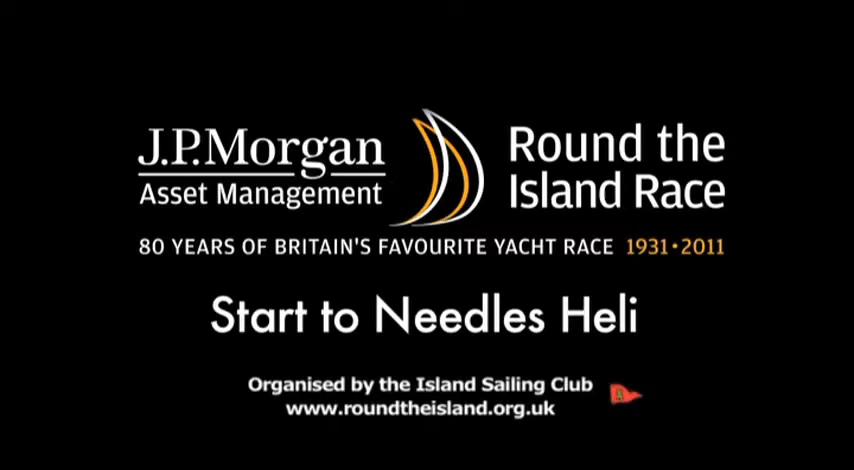 J.P.Morgan
Asset Management
Round the
Island Race
80 YEARS OF BRITAIN'S FAVOURITE YACHT RACE 1931•2011
Start to Needles Heli
Organised by the Island Sailing Club
www.roundtheisland.org.uk